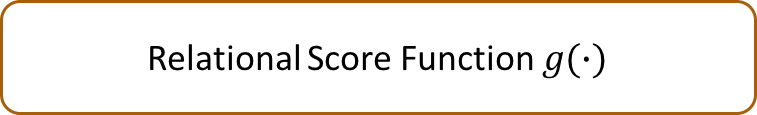 Relational Score Function 𝑔(⋅)